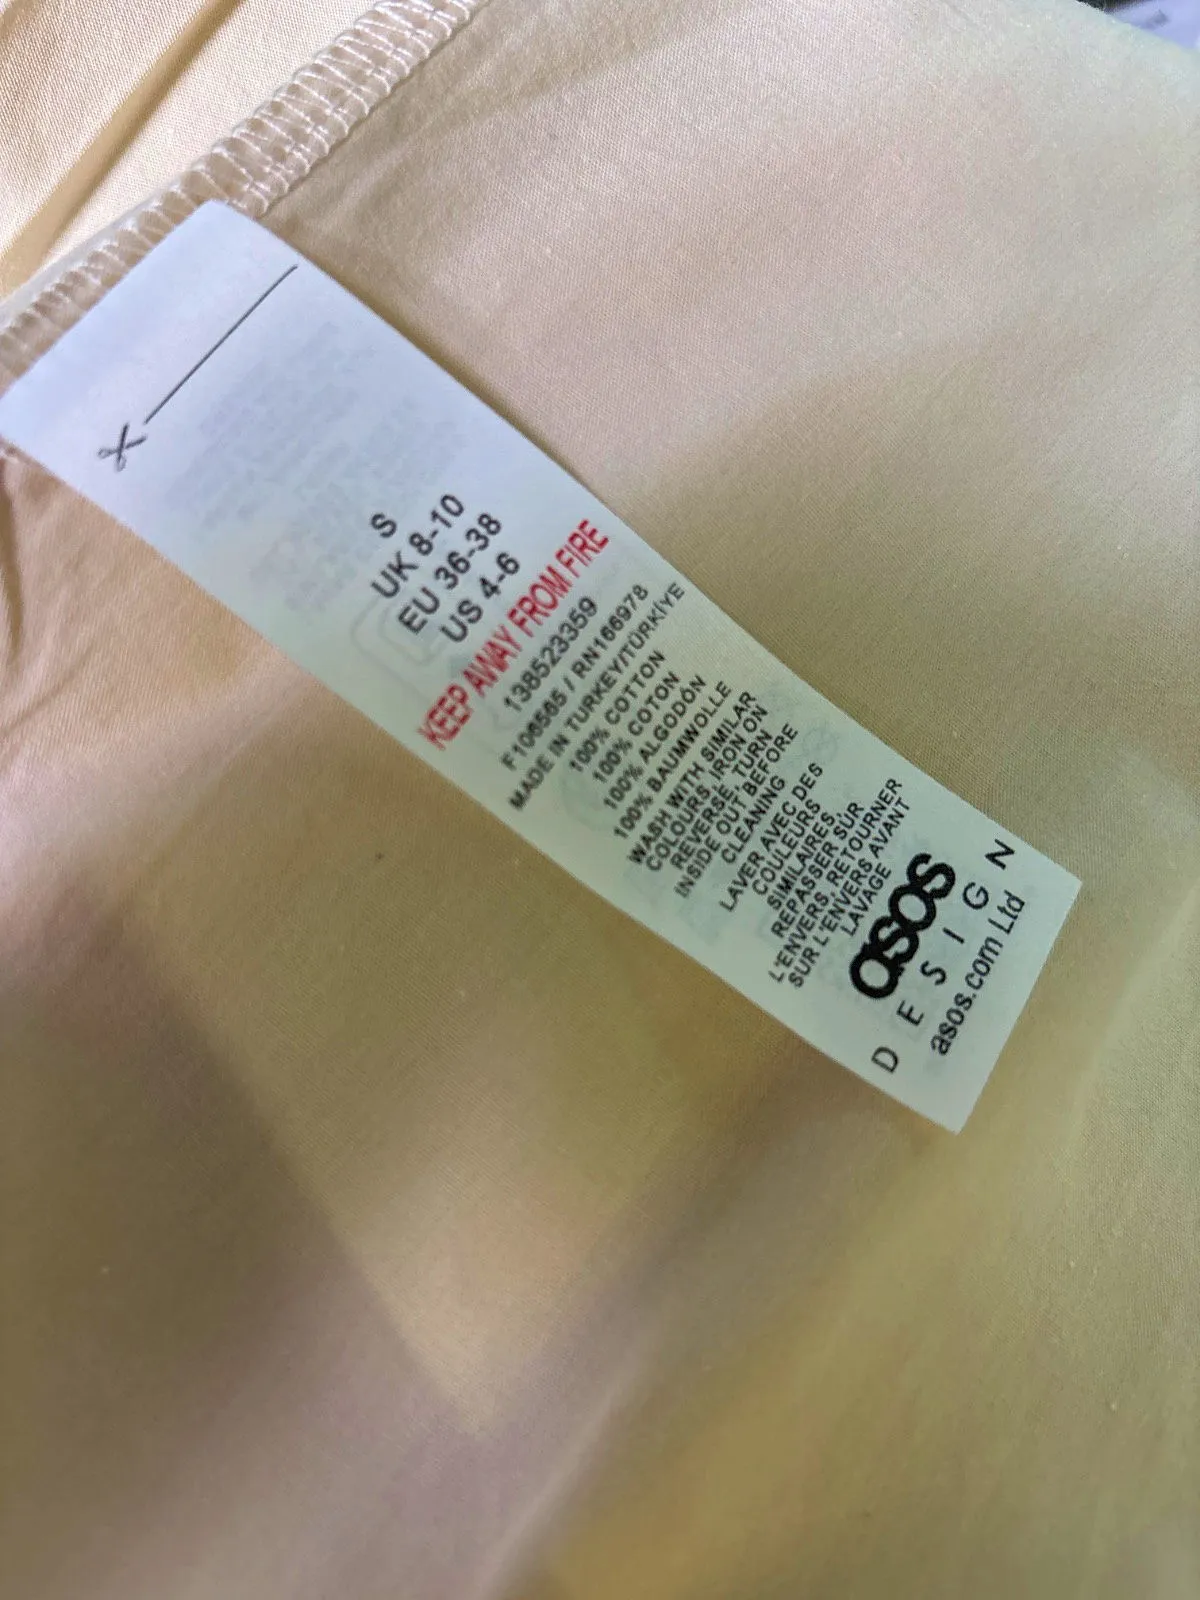 S
UK 8-10
EU 36-38
US 4-6
KEEP AWAY FROM FIRE
138523359
F106565 / RN166978
MADE IN TURKEY/TÜRKİYE
100% COTTON
100% COTON
100% ALGODÓN
100% BAUMWOLLE
WASH WITH SIMILAR
COLOURS, IRON ON
REVERSE, TURN
INSIDE OUT BEFORE
CLEANING
LAVER AVEC DES
COULEURS
SIMILAIRES,
REPASSER SUR
L'ENVERS, RETOURNER
SUR L'ENVERS AVANT
LAVAGE
asos
DESIGN
asos.com Ltd